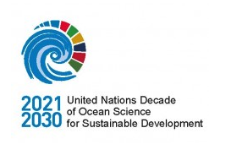 2021
2030
United Nations Decade
of Ocean Science
for Sustainable Development